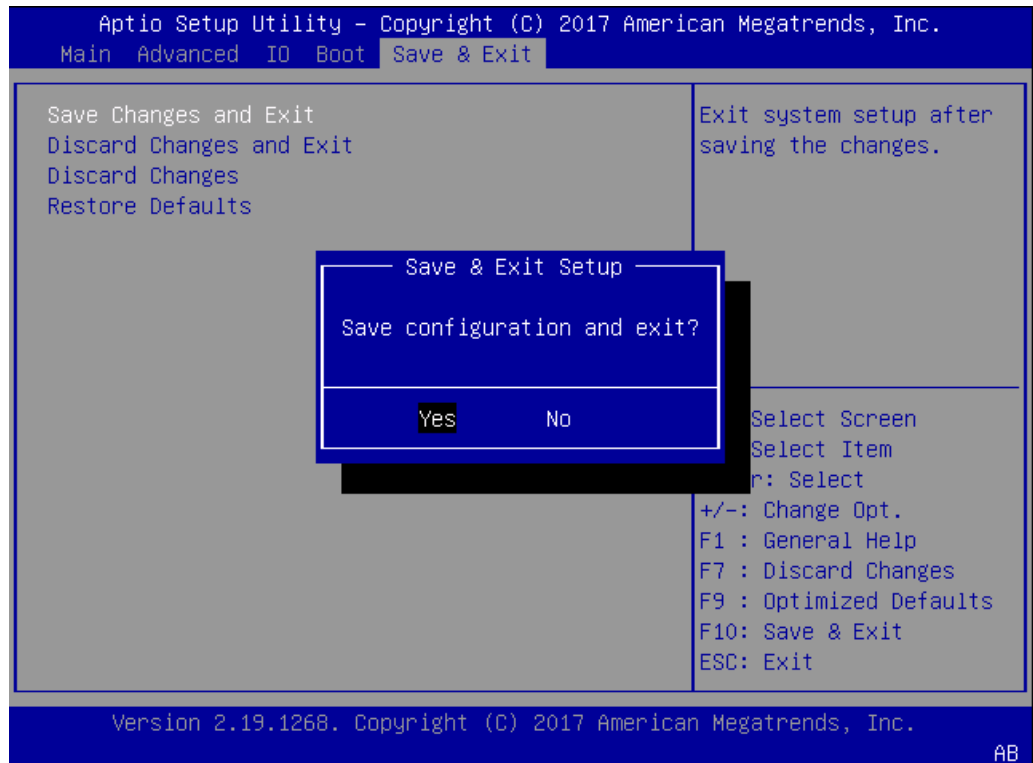 Aptio Setup Utility – Copyright (C) 2017 American Megatrends, Inc.
Main Advanced IO Boot Save & Exit
Save Changes and Exit
Discard Changes and Exit
Discard Changes
Restore Defaults
Exit system setup after
saving the changes.
Save & Exit Setup
Save configuration and exit?
Yes No
Select Screen
Select Item
r: Select
+/-: Change Opt.
F1 : General Help
F7 : Discard Changes
F9 : Optimized Defaults
F10: Save & Exit
ESC: Exit
Version 2.19.1268. Copyright (C) 2017 American Megatrends, Inc.
AB